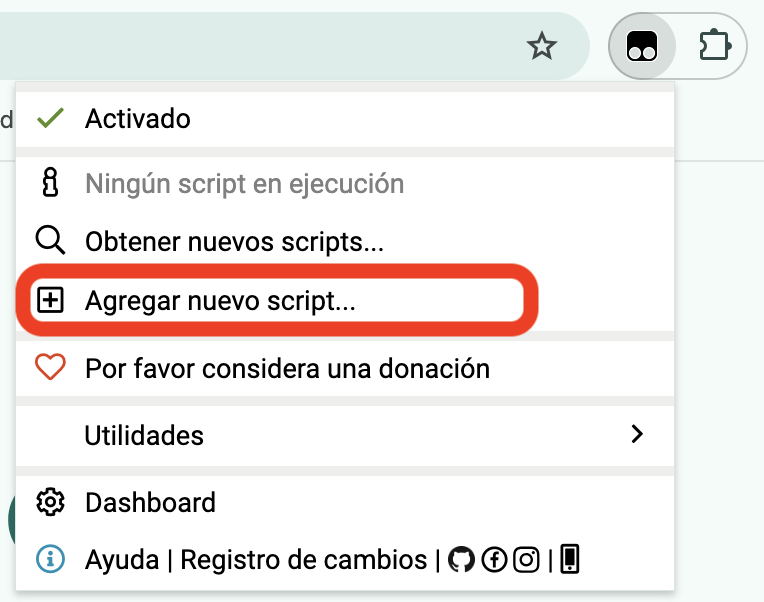 d
Activado
Ningún script en ejecución
Obtener nuevos scripts...
Agregar nuevo script...
Por favor considera una donación
Utilidades
Dashboard
Ayuda | Registro de cambios | |